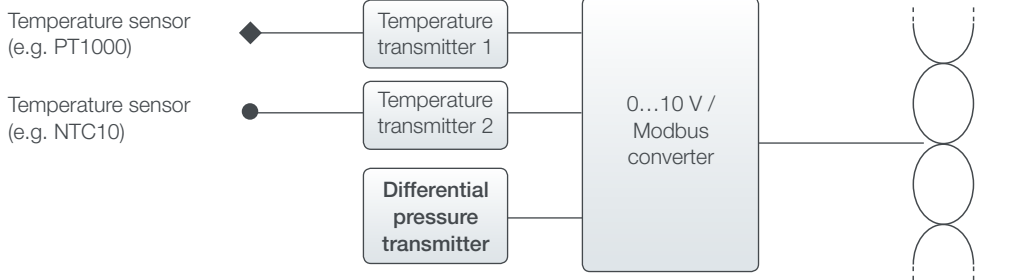 Temperature sensor
(e.g. PT1000)
Temperature
transmitter 1
Temperature sensor
(e.g. NTC10)
Temperature
transmitter 2
Differential
pressure
transmitter
0…10 V /
Modbus
converter